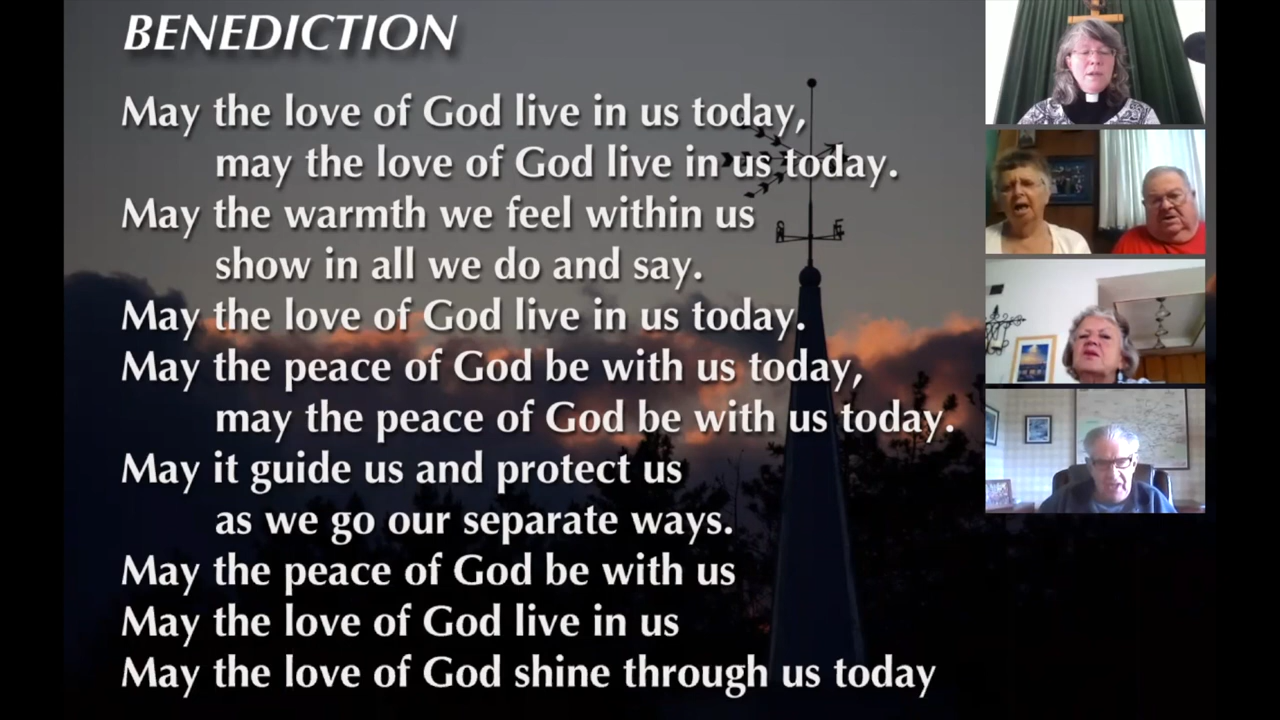 BENEDICTION
May the love of God live in us today,
may the love of God live in us today.
May the warmth we feel within us
show in all we do and say.
May the love of God live in us today.
May the peace of God be with us today,
may the peace of God be with us today.
May it guide us and protect us
as we go our separate ways.
May the peace of God be with us
May the love of God live in us
May the love of God shine through us today